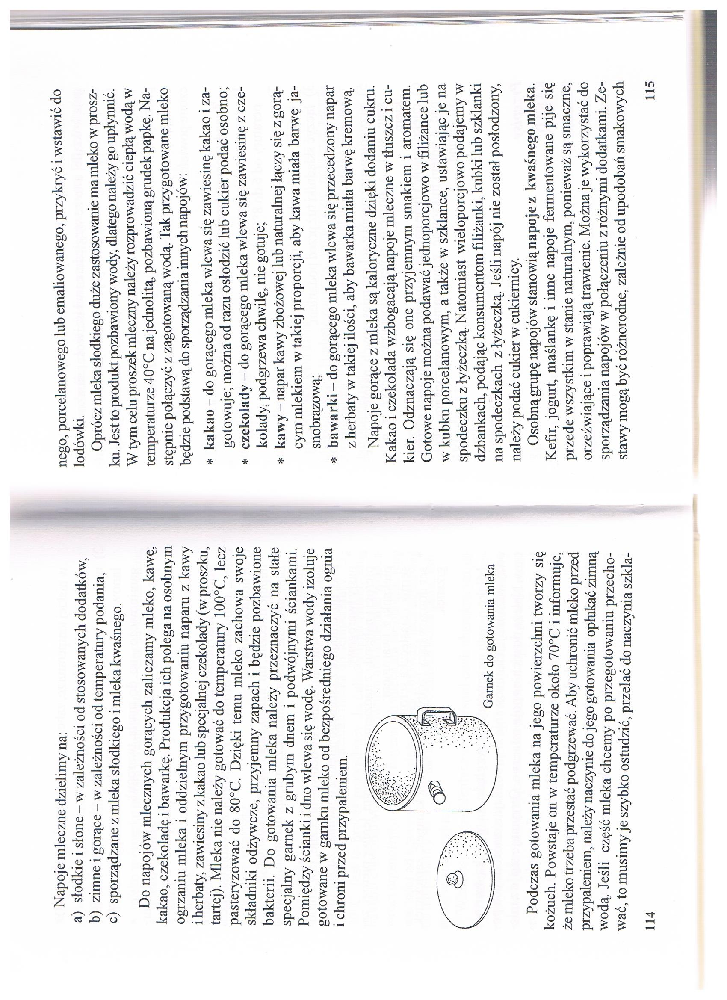 Napoje mleczne dzielimy na:
a) słodkie i słone – w zależności od stosowanych dodatków,
b) zimne i gorące – w zależności od temperatury podania,
c) sporządzane z mleka słodkiego i mleka kwaśnego.
Do napojów mlecznych gorących zaliczamy mleko, kawę,
kakao, czekoladę i bawarkę. Produkcja ich polega na osobnym
ogrzaniu mleka i oddzielnym przygotowaniu naparu z kawy
i herbaty, zawiesiny z kakao lub specjalnej czekolady (w proszku,
tartej). Mleka nie należy gotować do temperatury 100°C, lecz
pasteryzować do 80°C. Dzięki temu mleko zachowa swoje
składniki odżywcze, przyjemny zapach i będzie pozbawione
bakterii. Do gotowania mleka należy przeznaczyć na stałe
specjalny garnek z grubym dnem i podwójnymi ściankami.
Pomiędzy ścianki i dno wlewa się wodę. Warstwa wody izoluje
gotowane w garnku mleko od bezpośredniego działania ognia
i chroni przed przypaleniem.
Garnek do gotowania mleka
Podczas gotowania mleka na jego powierzchni tworzy się
kożuch. Powstaje on w temperaturze około 70°C i informuje,
że mleko trzeba przestać podgrzewać. Aby uchronić mleko przed
przypaleniem, należy naczynie do jego gotowania opłukać zimną
wodą. Jeśli część mleka chcemy po przegotowaniu przecho-
wać, to musimy je szybko ostudzić, przelać do naczynia szkla-
114
nego, porcelanowego lub emaliowanego, przykryć i wstawić do
lodówki.
Oprócz mleka słodkiego duże zastosowanie ma mleko w prosz-
ku. Jest to produkt pozbawiony wody, dlatego należy go upłynnić.
W tym celu proszek mleczny należy rozprowadzić ciepłą wodą w
temperaturze 40°C na jednolitą, pozbawioną grudek papkę. Na-
stępnie połączyć z zagotowaną wodą. Tak przygotowane mleko
będzie podstawą do sporządzania innych napojów:
* kakao – do gorącego mleka wlewa się zawiesinę kakao i za-
gotowuje; można od razu osłodzić lub cukier podać osobno;
* czekolady – do gorącego mleka wlewa się zawiesinę z cze-
kolady, podgrzewa chwilę, nie gotuje;
* kawy – napar kawy zbożowej lub naturalnej łączy się z gorą-
cym mlekiem w takiej proporcji, aby kawa miała barwę ja-
snobrązową,
* bawarki – do gorącego mleka wlewa się przecedzony napar
z herbaty w takiej ilości, aby bawarka miała barwę kremową.
Napoje gorące z mleka są kaloryczne dzięki dodaniu cukru.
Kakao i czekolada wzbogacają napoje mleczne w tłuszcz i cu-
kier. Odznaczają się one przyjemnym smakiem i aromatem.
Gotowe napoje można podawać jednoporcjowo w filiżance lub
w kubku porcelanowym, a także w szklance, ustawiając je na
spodeczku z łyżeczką. Natomiast wieloporcjowo podajemy w
dzbankach, podając konsumentom filiżanki, kubki lub szklanki
na spodeczkach z łyżeczką. Jeśli napój nie został posłodzony,
należy podać cukier w cukiernicy.
Osobną grupę napojów stanowią napoje z kwaśnego mleka.
Kefir, jogurt, maślankę i inne napoje fermentowane pije się
przede wszystkim w stanie naturalnym, ponieważ są smaczne,
orzeźwiające i poprawiają trawienie. Można je wykorzystać do
sporządzania napojów w połączeniu z różnymi dodatkami. Ze-
stawy mogą być różnorodne, zależnie od upodobań smakowych
115